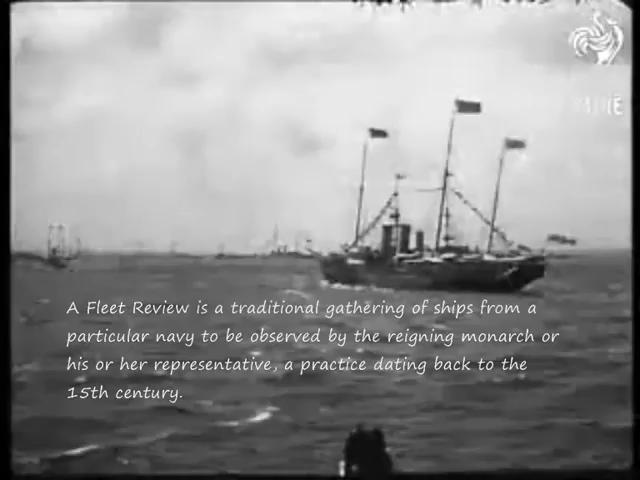 A Fleet Review is a traditional gathering of ships from a
particular navy to be observed by the reigning monarch or
his or her representative, a practice dating back to the
15th century.